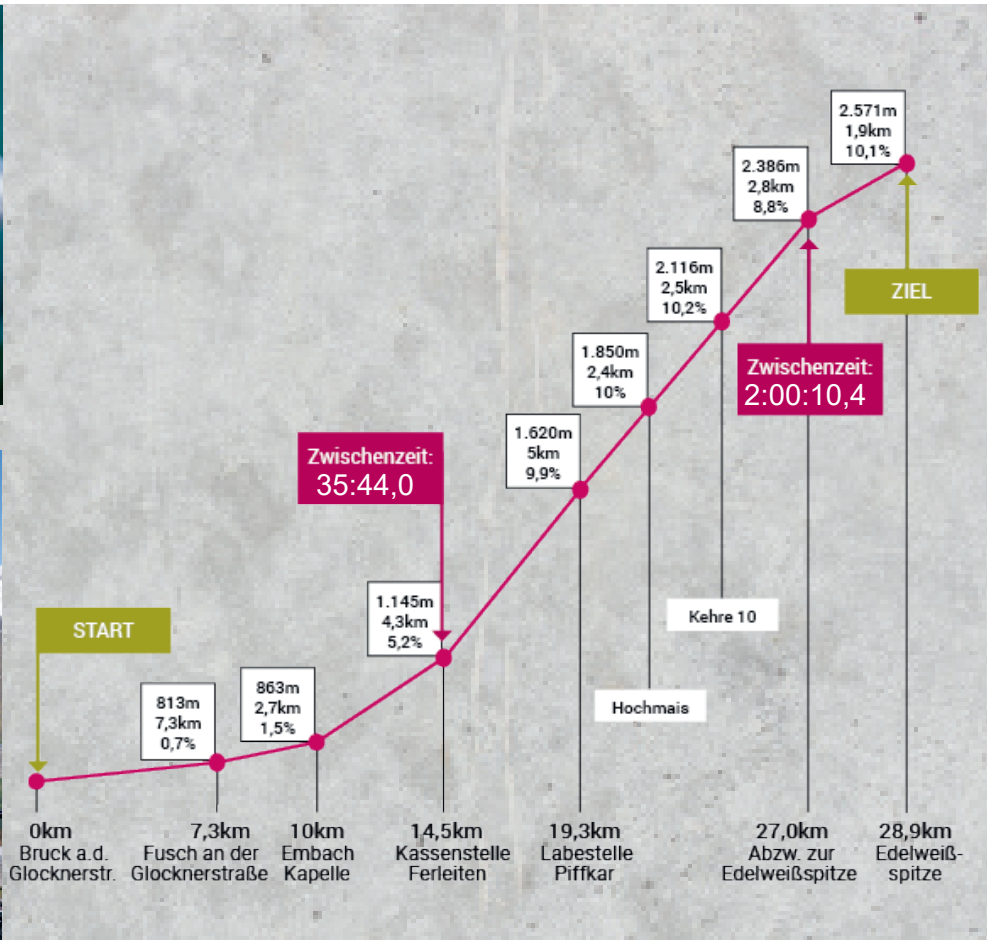 2.571m
1,9km
10,1%
2.386m
2,8km
8,8%
ZIEL
2.116m
2,5km
10,2%
Zwischenzeit:
2:00:10,4
1.850m
2,4km
10%
1.620m
5km
9,9%
Zwischenzeit:
35:44,0
1.145m
4,3km
5,2%
START
Kehre 10
863m
2,7km
1,5%
813m
7,3km
0,7%
Hochmais
0km
Bruck a.d.
Glocknerstr.
7,3km
Fusch an der
Glocknerstraße
10km
Embach
Kapelle
14,5km
Kassenstelle
Ferleiten
19,3km
Labestelle
Piffkar
27,0km
Abzw. zur
Edelweißspitze
28,9km
Edelweiß-
spitze